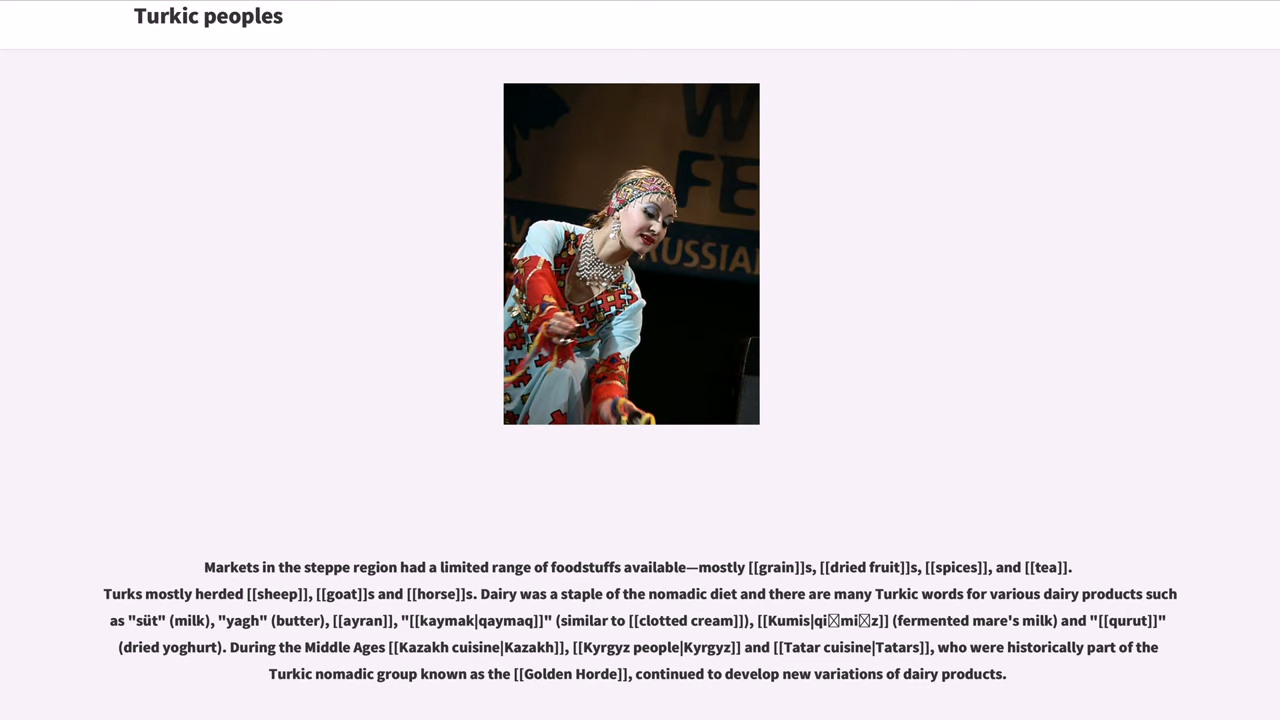 Turkic peoples
W
FE
RUSSIA
Markets in the steppe region had a limited range of foodstuffs available—mostly [[grain]]s, [[dried fruit]]s, [[spices]], and [[tea]].
Turks mostly herded [[sheep]], [[goat]]s and [[horse]]s. Dairy was a staple of the nomadic diet and there are many Turkic words for various dairy products such
as "süt" (milk), "yagh" (butter), [[ayran]], "[[kaymak|qaymaq]]" (similar to [[clotted cream]]), [[Kumis|qi☒mi☒z]] (fermented mare's milk) and "[[qurut]]"
(dried yoghurt). During the Middle Ages [[Kazakh cuisine|Kazakh]], [[Kyrgyz people|Kyrgyz]] and [[Tatar cuisine|Tatars]], who were historically part of the
Turkic nomadic group known as the [[Golden Horde]], continued to develop new variations of dairy products.